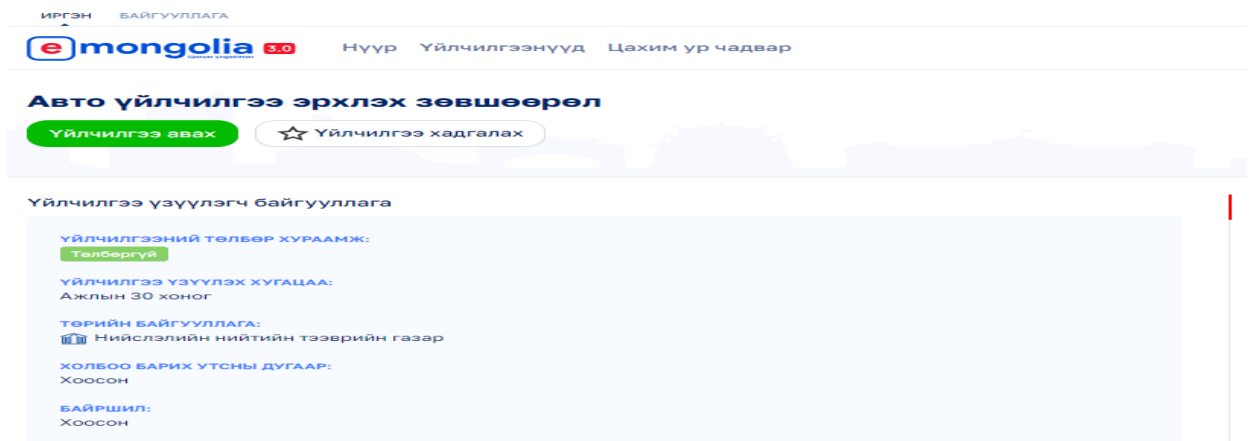 ИРГЭН БАЙГУУЛЛАГА
e mongolia 3.0 Нүүр Үйлчилгээнүүд Цахим ур чадвар
Авто үйлчилгээ эрхлэх зөвшөөрөл
Үйлчилгээ авах Үйлчилгээ хадгалах
Үйлчилгээ үзүүлэгч байгууллага
ҮЙЛЧИЛГЭЭНИЙ ТӨЛБӨР ХУРААМЖ:
Төлбөргүй
ҮЙЛЧИЛГЭЭ ҮЗҮҮЛЭХ ХУГАЦАА:
Ажлын 30 хоног
ТӨРИЙН БАЙГУУЛЛАГА:
Нийслэлийн нийтийн тээврийн газар
ХОЛБОО БАРИХ УТСНЫ ДУГААР:
Хоосон
БАЙРШИЛ:
Хоосон